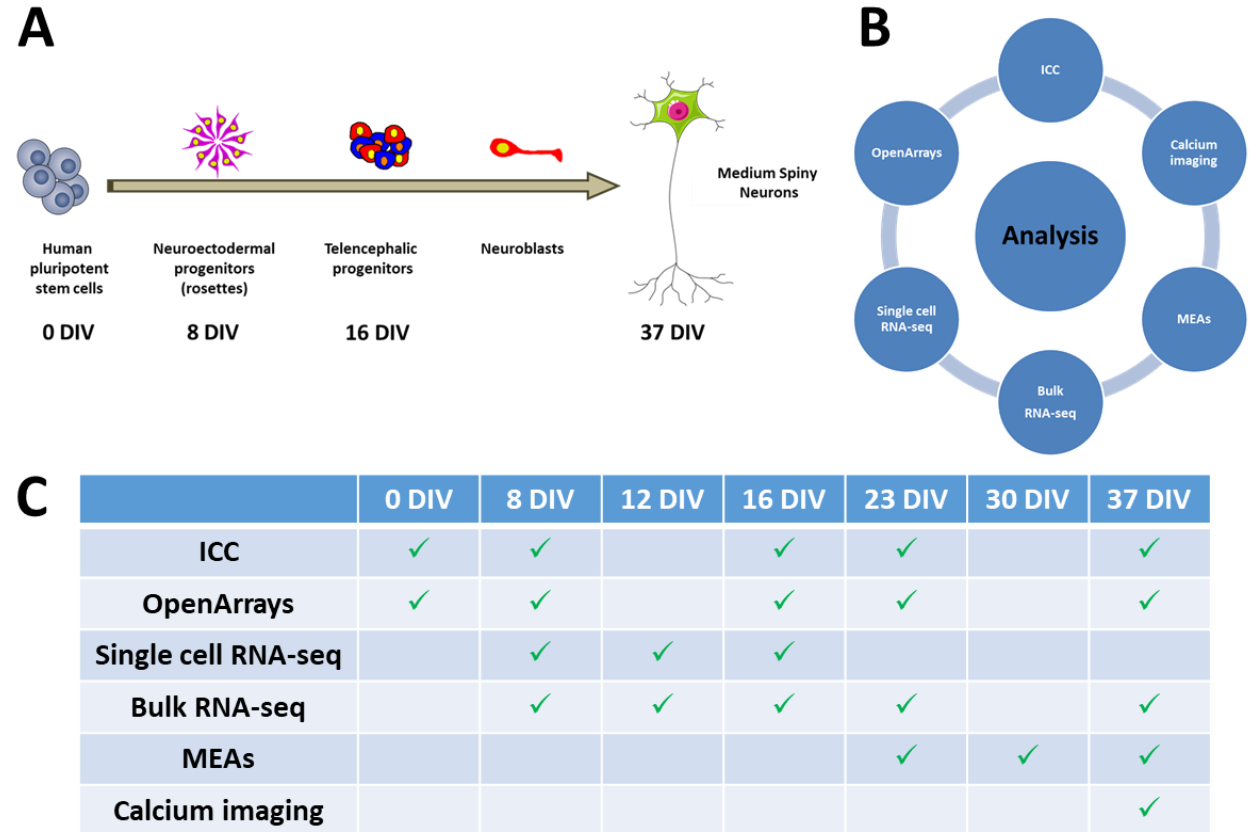 A
Human
pluripotent
stem cells
0 DIV
Neuroectodermal
progenitors
(rosettes)
8 DIV
Telencephalic
progenitors
16 DIV
Neuroblasts
Medium Spiny
Neurons
37 DIV
B
Analysis
ICC
Calcium
imaging
MEAs
Bulk
RNA-seq
Single cell
RNA-seq
OpenArrays
C
0 DIV 8 DIV 12 DIV 16 DIV 23 DIV 30 DIV 37 DIV
ICC ✓ ✓ ✓ ✓ ✓
OpenArrays ✓ ✓ ✓ ✓ ✓
Single cell RNA-seq ✓ ✓ ✓
Bulk RNA-seq ✓ ✓ ✓ ✓ ✓
MEAs ✓ ✓ ✓
Calcium imaging ✓